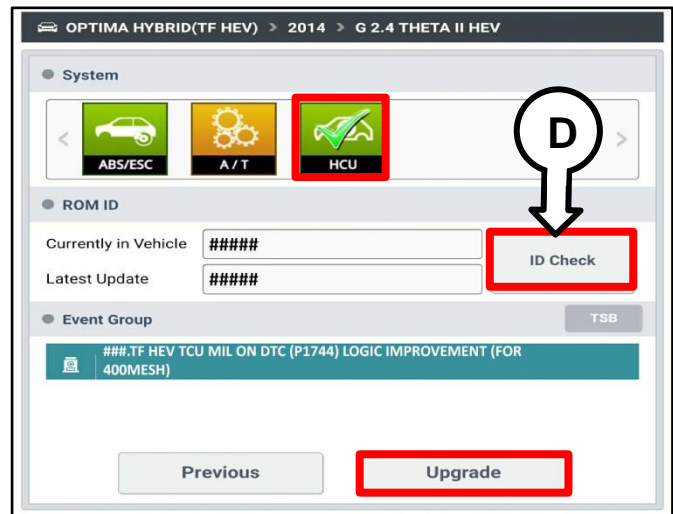 OPTIMA HYBRID(TF HEV) > 2014 > G 2.4 THETA II HEV
System
< ABS/ESC A/T HCU >
D
ROM ID
Currently in Vehicle #####
ID Check
Latest Update #####
Event Group TSB
###.TF HEV TCU MIL ON DTC (P1744) LOGIC IMPROVEMENT (FOR
400MESH)
Previous Upgrade